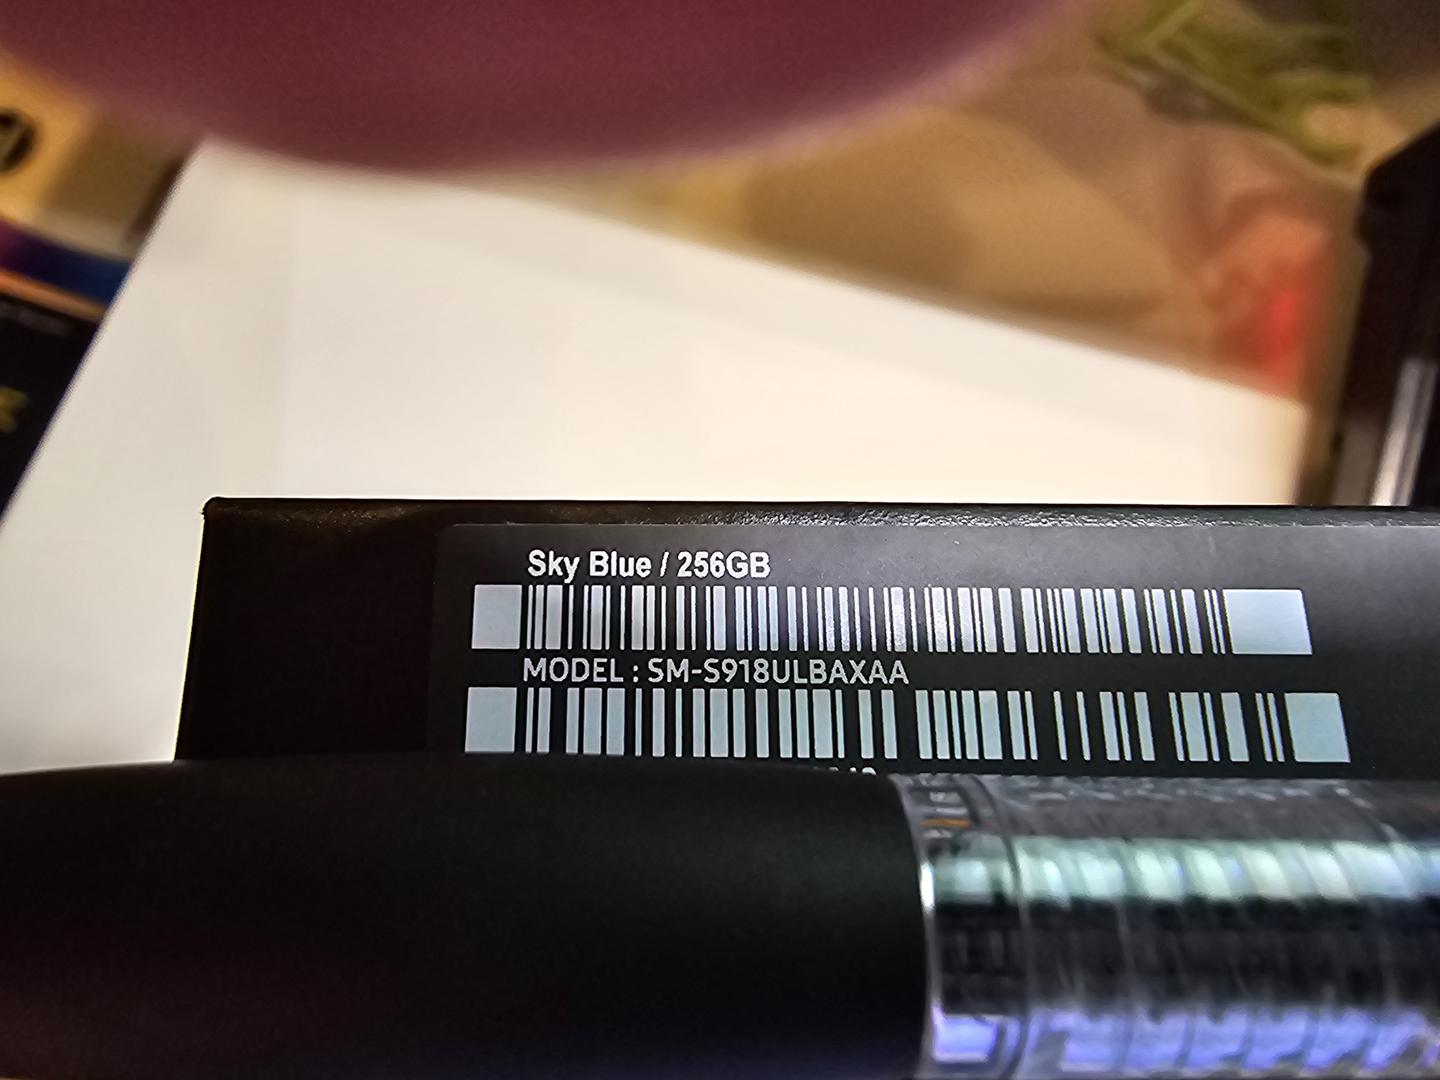 Sky Blue / 256GB
MODEL : SM-S918ULBAXAA